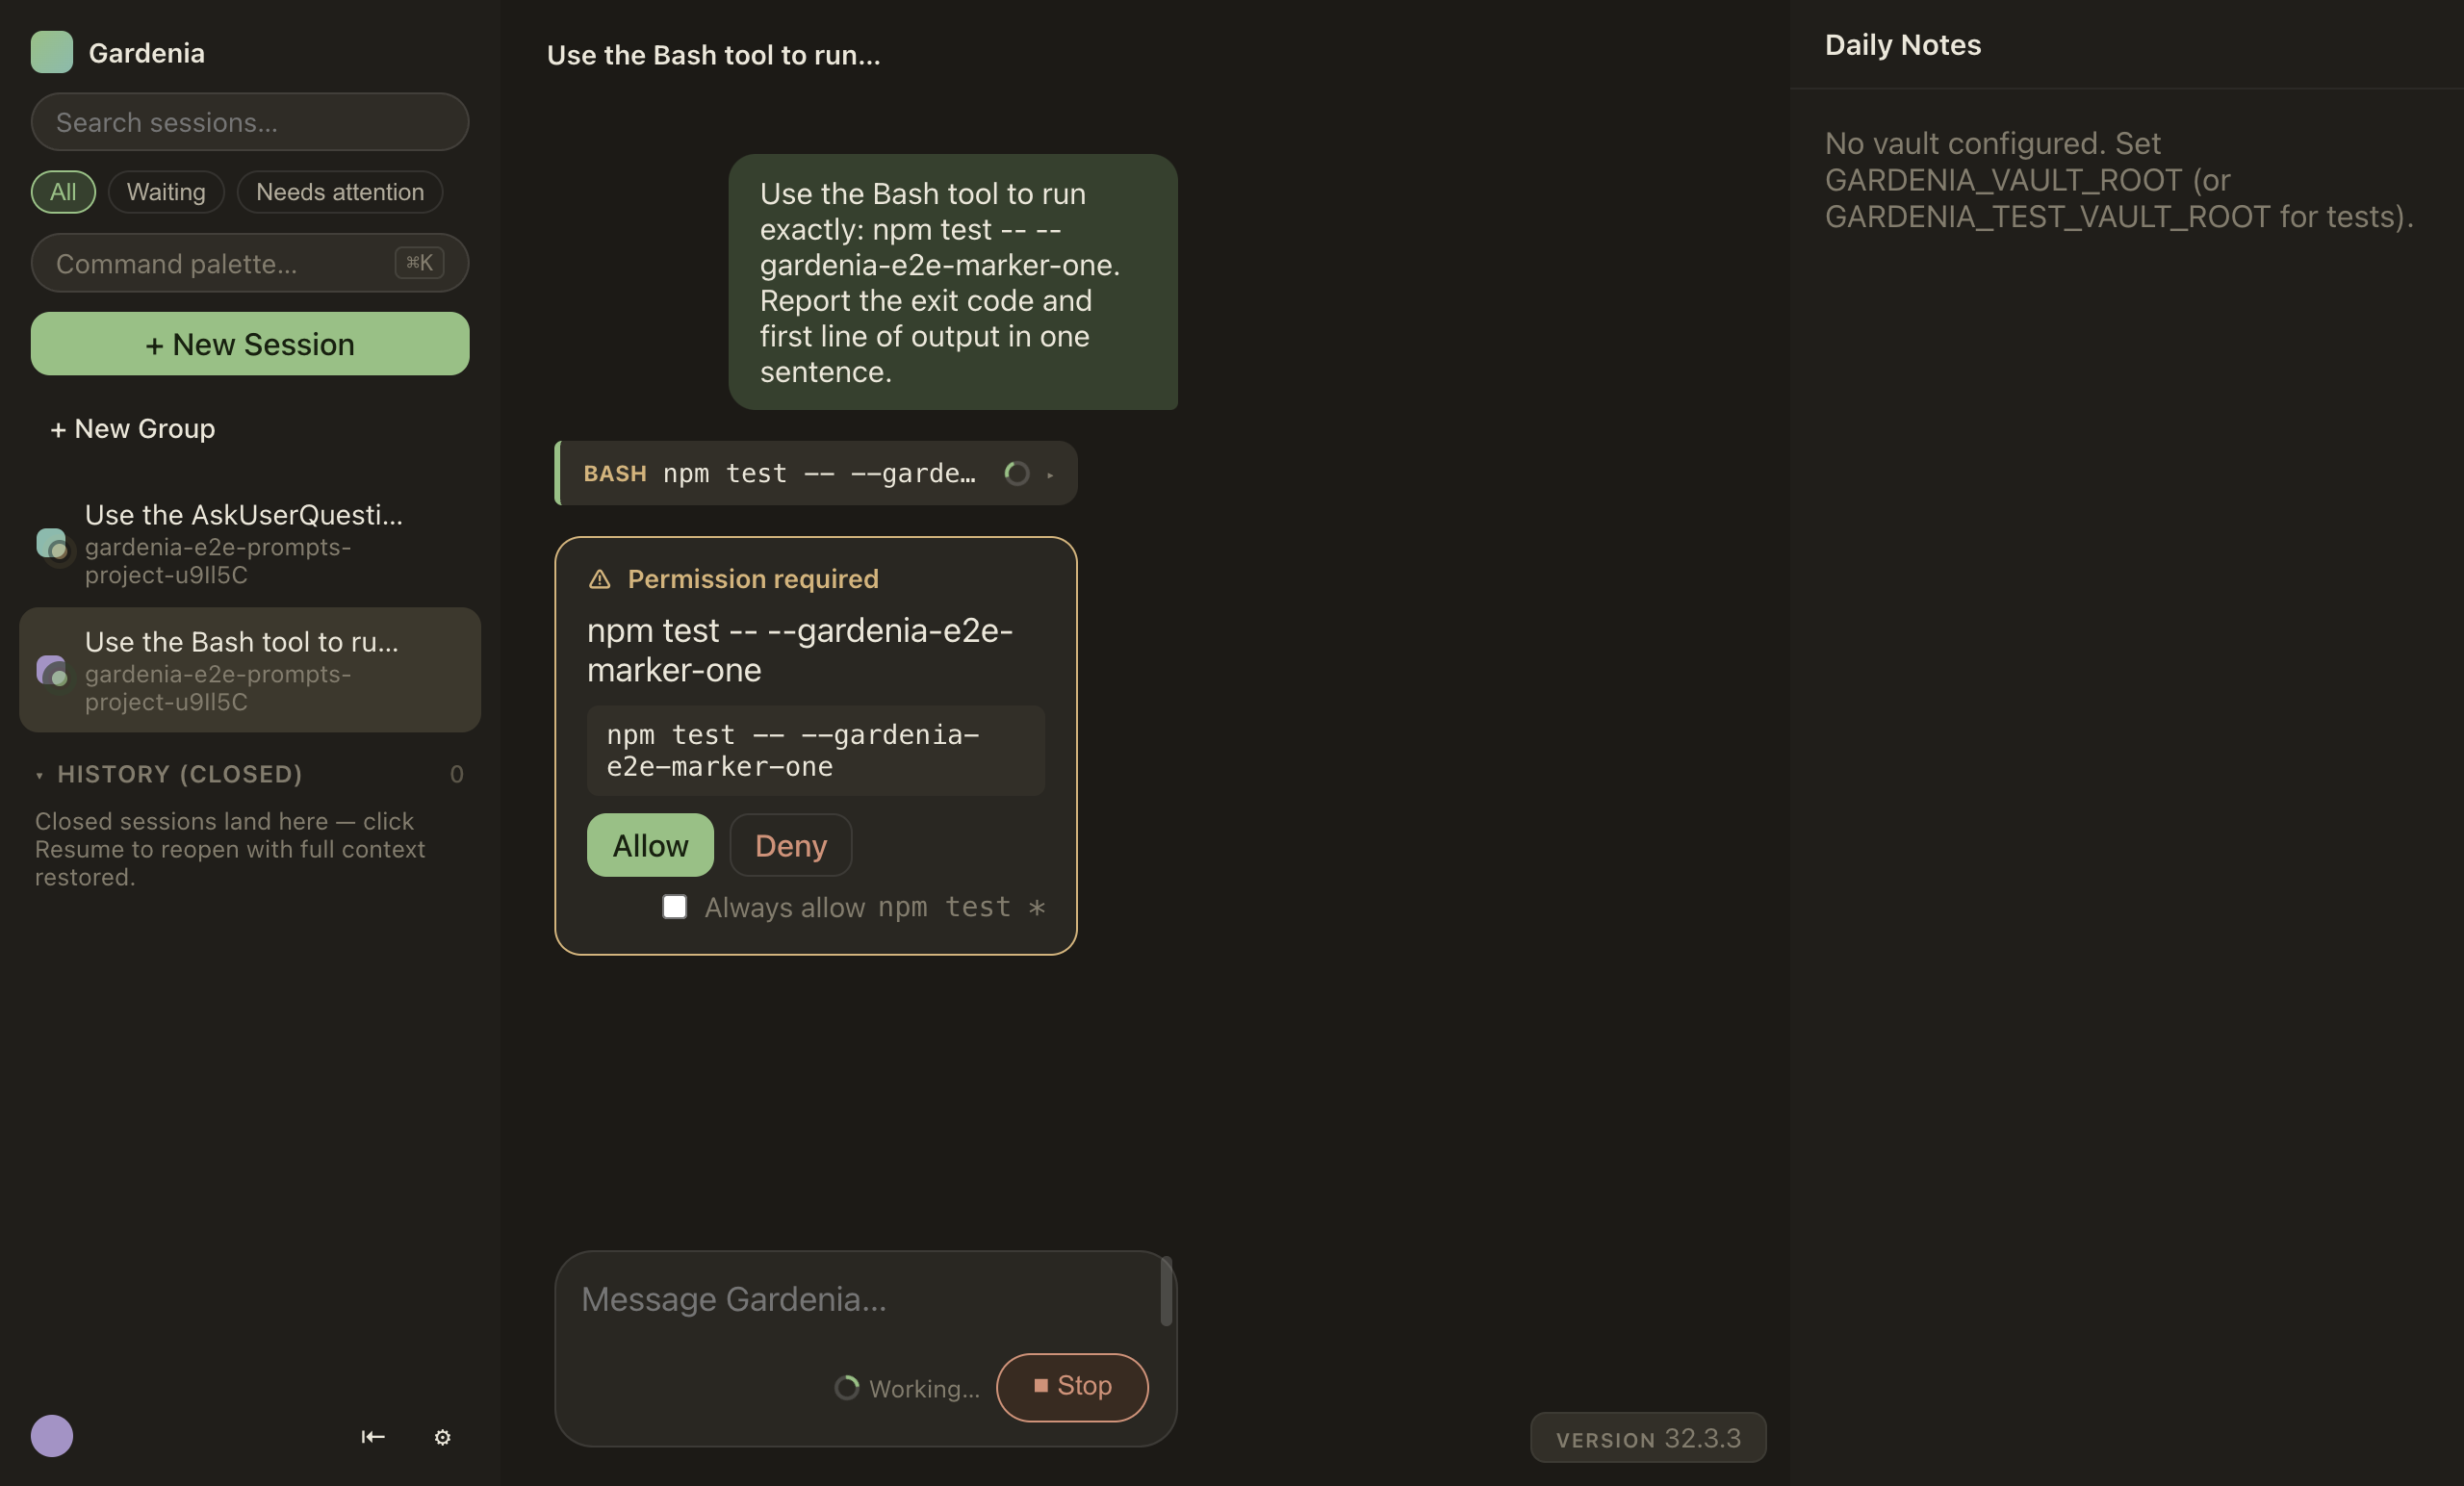 Gardenia
Search sessions...
All
Waiting
Needs attention
Command palette...
⌘K
+ New Session
+ New Group
Use the AskUserQuesti...
gardenia-e2e-prompts-
project-u9II5C
Use the Bash tool to ru...
gardenia-e2e-prompts-
project-u9II5C
HISTORY (CLOSED)
0
Closed sessions land here — click
Resume to reopen with full context
restored.
Use the Bash tool to run...
Use the Bash tool to run
exactly: npm test -- --
gardenia-e2e-marker-one.
Report the exit code and
first line of output in one
sentence.
BASH npm test -- --garde…
Permission required
npm test -- --gardenia-e2e-
marker-one
npm test -- --gardenia-
e2e-marker-one
Allow
Deny
Always allow npm test *
Message Gardenia...
Working...
Stop
VERSION 32.3.3
Daily Notes
No vault configured. Set
GARDENIA_VAULT_ROOT (or
GARDENIA_TEST_VAULT_ROOT for tests).